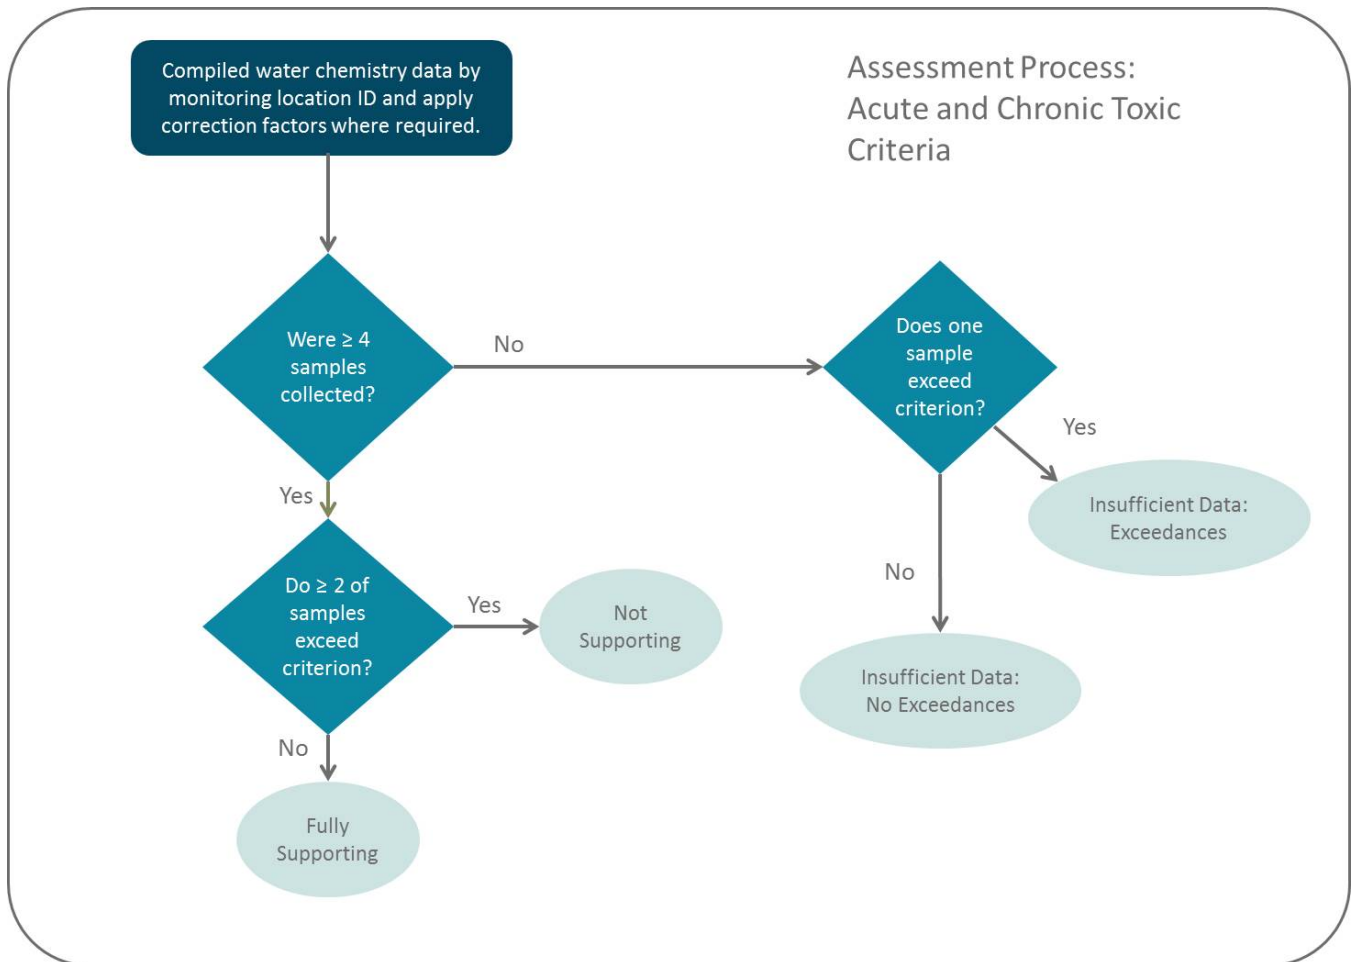 Compiled water chemistry data by
monitoring location ID and apply
correction factors where required.
Assessment Process:
Acute and Chronic Toxic
Criteria
Were ≥ 4
samples
collected?
No
Does one
sample
exceed
criterion?
Yes
Insufficient Data:
Exceedances
No
Insufficient Data:
No Exceedances
Yes
Do ≥ 2 of
samples
exceed
criterion?
Yes
Not
Supporting
No
Fully
Supporting